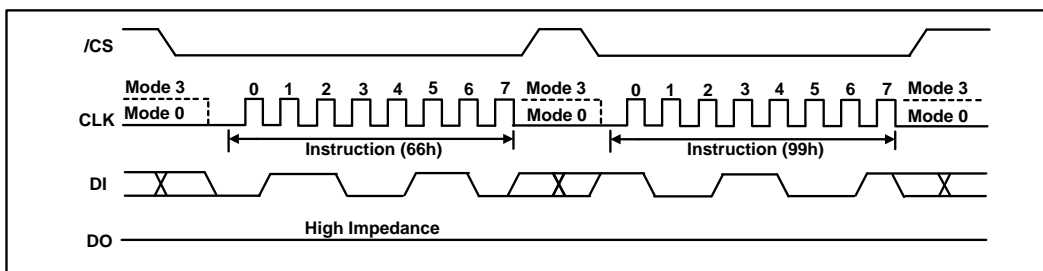 /CS
Mode 3 0 1 2 3 4 5 6 7 Mode 3 0 1 2 3 4 5 6 7 Mode 3
CLK Mode 0 Mode 0 Mode 0
Instruction (66h) Instruction (99h)
DI
High Impedance
DO